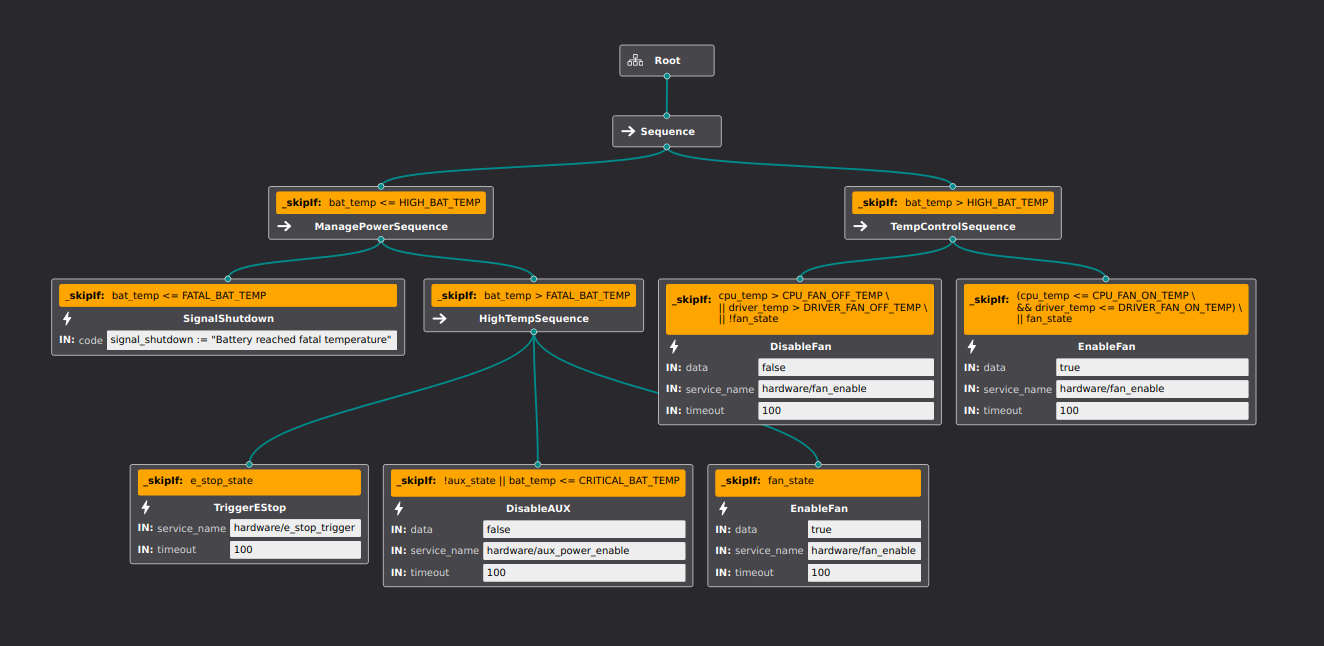 Root
Sequence
_skipIf: bat_temp <= HIGH_BAT_TEMP
ManagePowerSequence
_skipIf: bat_temp > HIGH_BAT_TEMP
TempControlSequence
_skipIf: bat_temp <= FATAL_BAT_TEMP
SignalShutdown
IN: code signal_shutdown := "Battery reached fatal temperature"
_skipIf: bat_temp > FATAL_BAT_TEMP
HighTempSequence
_skipIf: cpu_temp > CPU_FAN_OFF_TEMP \
|| driver_temp > DRIVER_FAN_OFF_TEMP \
|| !fan_state
DisableFan
IN: data false
IN: service_name hardware/fan_enable
IN: timeout 100
_skipIf: (cpu_temp <= CPU_FAN_ON_TEMP \
&& driver_temp <= DRIVER_FAN_ON_TEMP) \
|| fan_state
EnableFan
IN: data true
IN: service_name hardware/fan_enable
IN: timeout 100
_skipIf: e_stop_state
TriggerEStop
IN: service_name hardware/e_stop_trigger
IN: timeout 100
_skipIf: !aux_state || bat_temp <= CRITICAL_BAT_TEMP
DisableAUX
IN: data false
IN: service_name hardware/aux_power_enable
IN: timeout 100
_skipIf: fan_state
EnableFan
IN: data true
IN: service_name hardware/fan_enable
IN: timeout 100